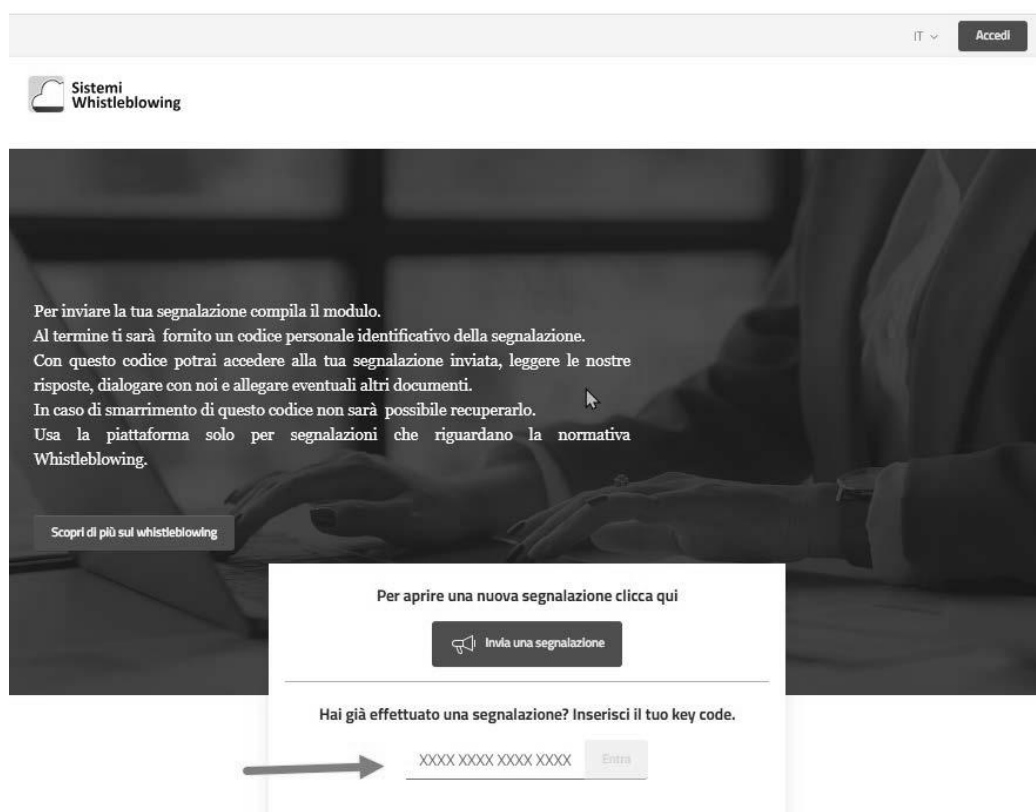 IT
Accedi
Sistemi
Whistleblowing
Per inviare la tua segnalazione compila il modulo.
Al termine ti sarà fornito un codice personale identificativo della segnalazione.
Con questo codice potrai accedere alla tua segnalazione inviata, leggere le nostre
risposte, dialogare con noi e allegare eventuali altri documenti.
In caso di smarrimento di questo codice non sarà possibile recuperarlo.
Usa la piattaforma solo per segnalazioni che riguardano la normativa
Whistleblowing.
Scopri di più sul whistleblowing
Per aprire una nuova segnalazione clicca qui
Invia una segnalazione
Hai già effettuato una segnalazione? Inserisci il tuo key code.
XXXX XXXX XXXX XXXX
Entra